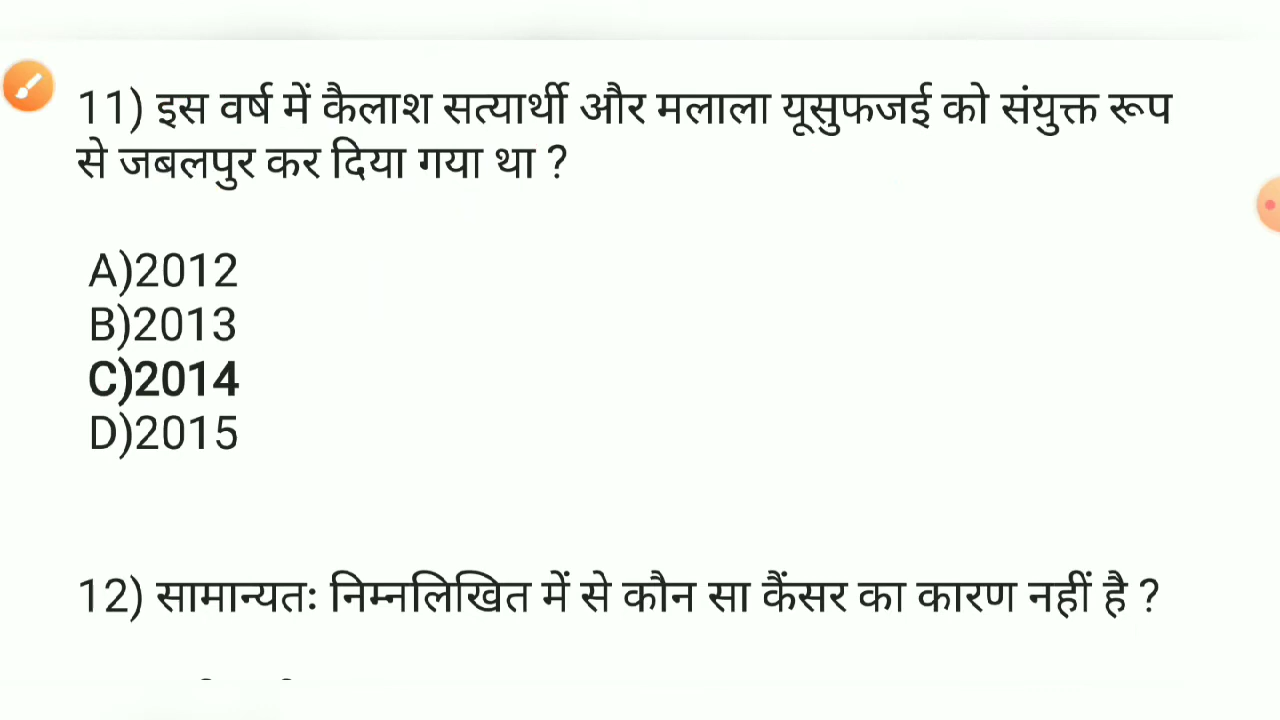 11) इस वर्ष में कैलाश सत्यार्थी और मलाला यूसुफजई को संयुक्त रूप
से जबलपुर कर दिया गया था ?
A)2012
B)2013
C)2014
D)2015
12) सामान्यतः निम्नलिखित में से कौन सा कैंसर का कारण नहीं है ?